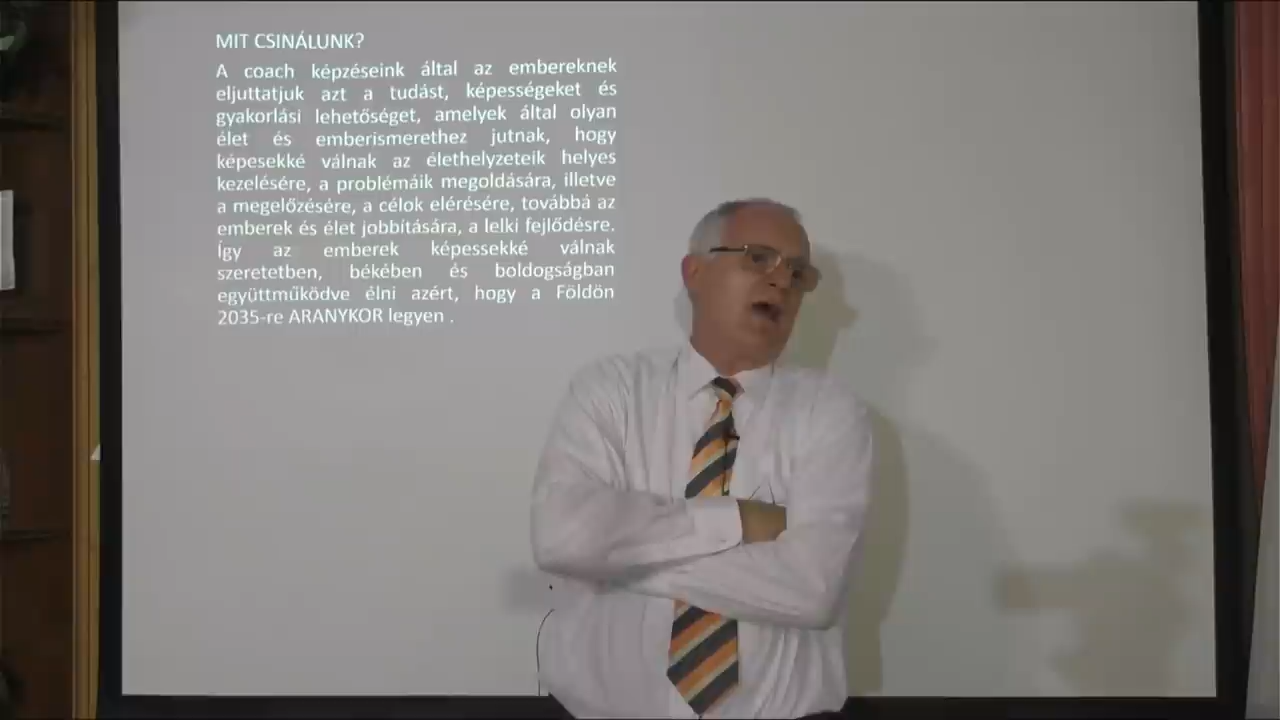 MIT CSINÁLUNK?
A coach képzéseink által az embereknek
eljuttatjuk azt a tudást, képességeket és
gyakorlási lehetőséget, amelyek által olyan
élet és emberismerethez jutnak, hogy
képesekké válnak az élethelyzeteik helyes
kezelésére, a problémáik megoldására, illetve
a megelőzésére, a célok elérésére, továbbá az
emberek és élet jobbítására, a lelki fejlődésre.
Így az emberek képessekké válnak
szeretetben, békében és boldogságban
együttműködve élni azért, hogy a Földön
2035-re ARANYKOR legyen .